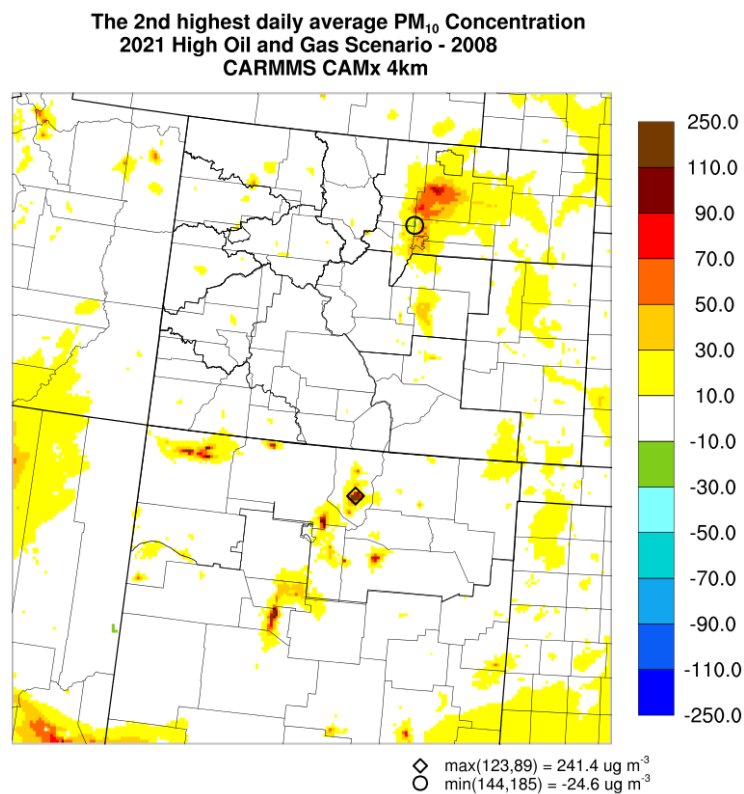 The 2nd highest daily average PM₁₀ Concentration
2021 High Oil and Gas Scenario - 2008
CARMMS CAMx 4km
250.0
110.0
90.0
70.0
50.0
30.0
10.0
-10.0
-30.0
-50.0
-70.0
-90.0
-110.0
-250.0
max(123,89) = 241.4 ug m⁻³
min(144,185) = -24.6 ug m⁻³